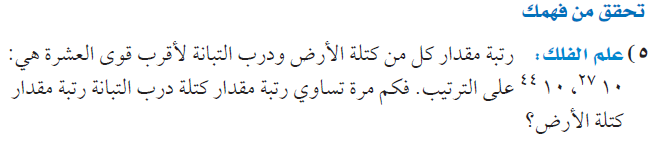 تحقق من فهمك
٥) علم الفلك: رتبة مقدار كل من كتلة الأرض ودرب التبانة لأقرب قوى العشرة هي:
١٠^٢٧، ١٠^٤٤ على الترتيب. فكم مرة تساوي رتبة مقدار كتلة درب التبانة رتبة مقدار
كتلة الأرض؟